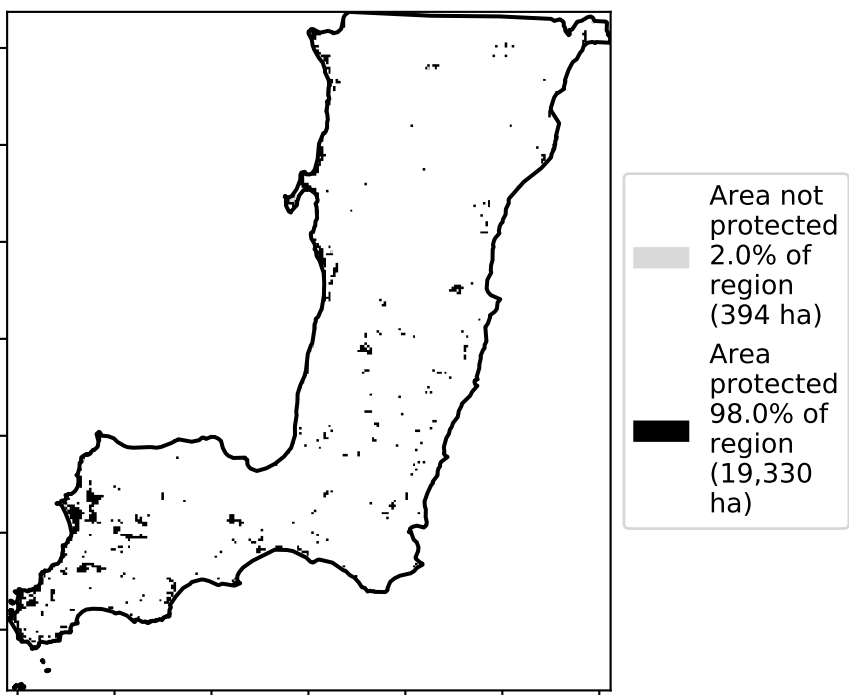 Area not
protected
2.0% of
region
(394 ha)
Area
protected
98.0% of
region
(19,330
ha)